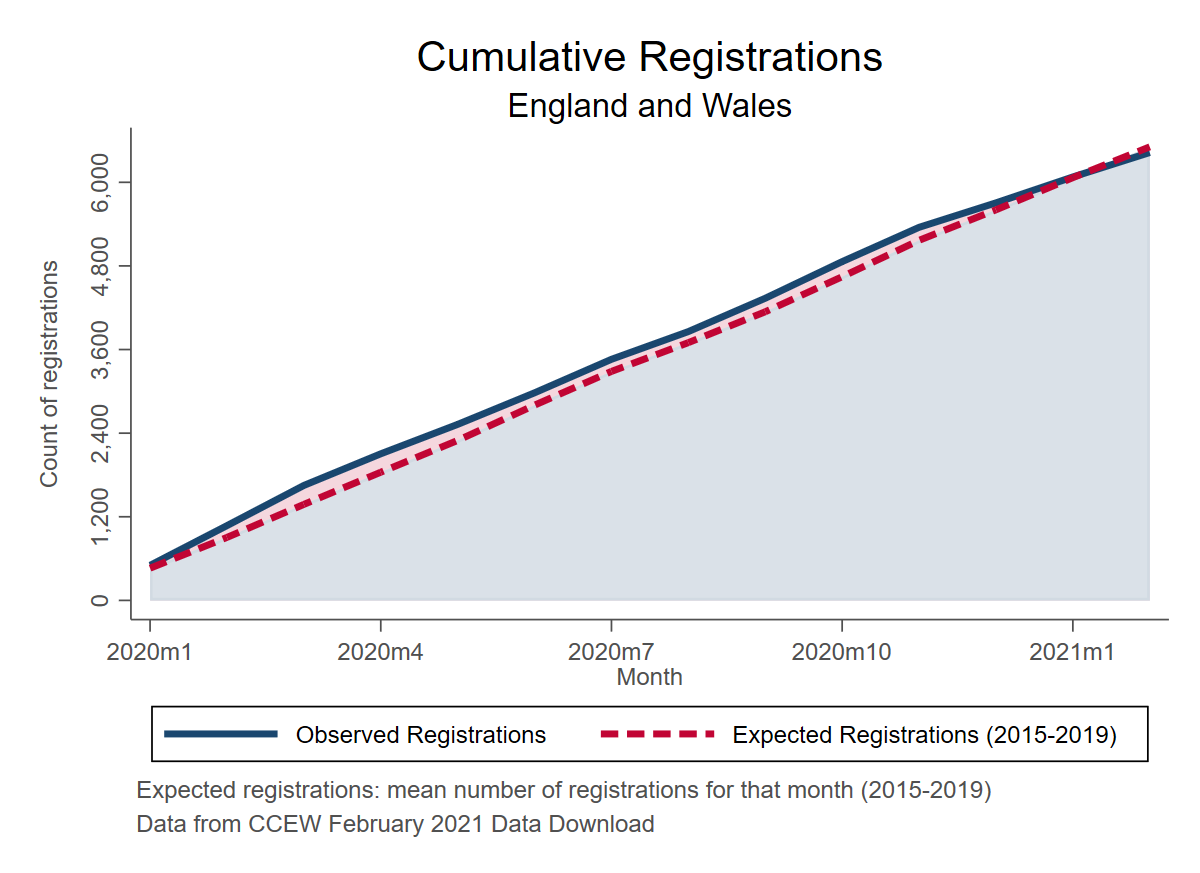 Cumulative Registrations
England and Wales
Count of registrations
6,000
4,800
3,600
2,400
1,200
0
2020m1 2020m4 2020m7 2020m10 2021m1
Month
Observed Registrations Expected Registrations (2015-2019)
Expected registrations: mean number of registrations for that month (2015-2019)
Data from CCEW February 2021 Data Download